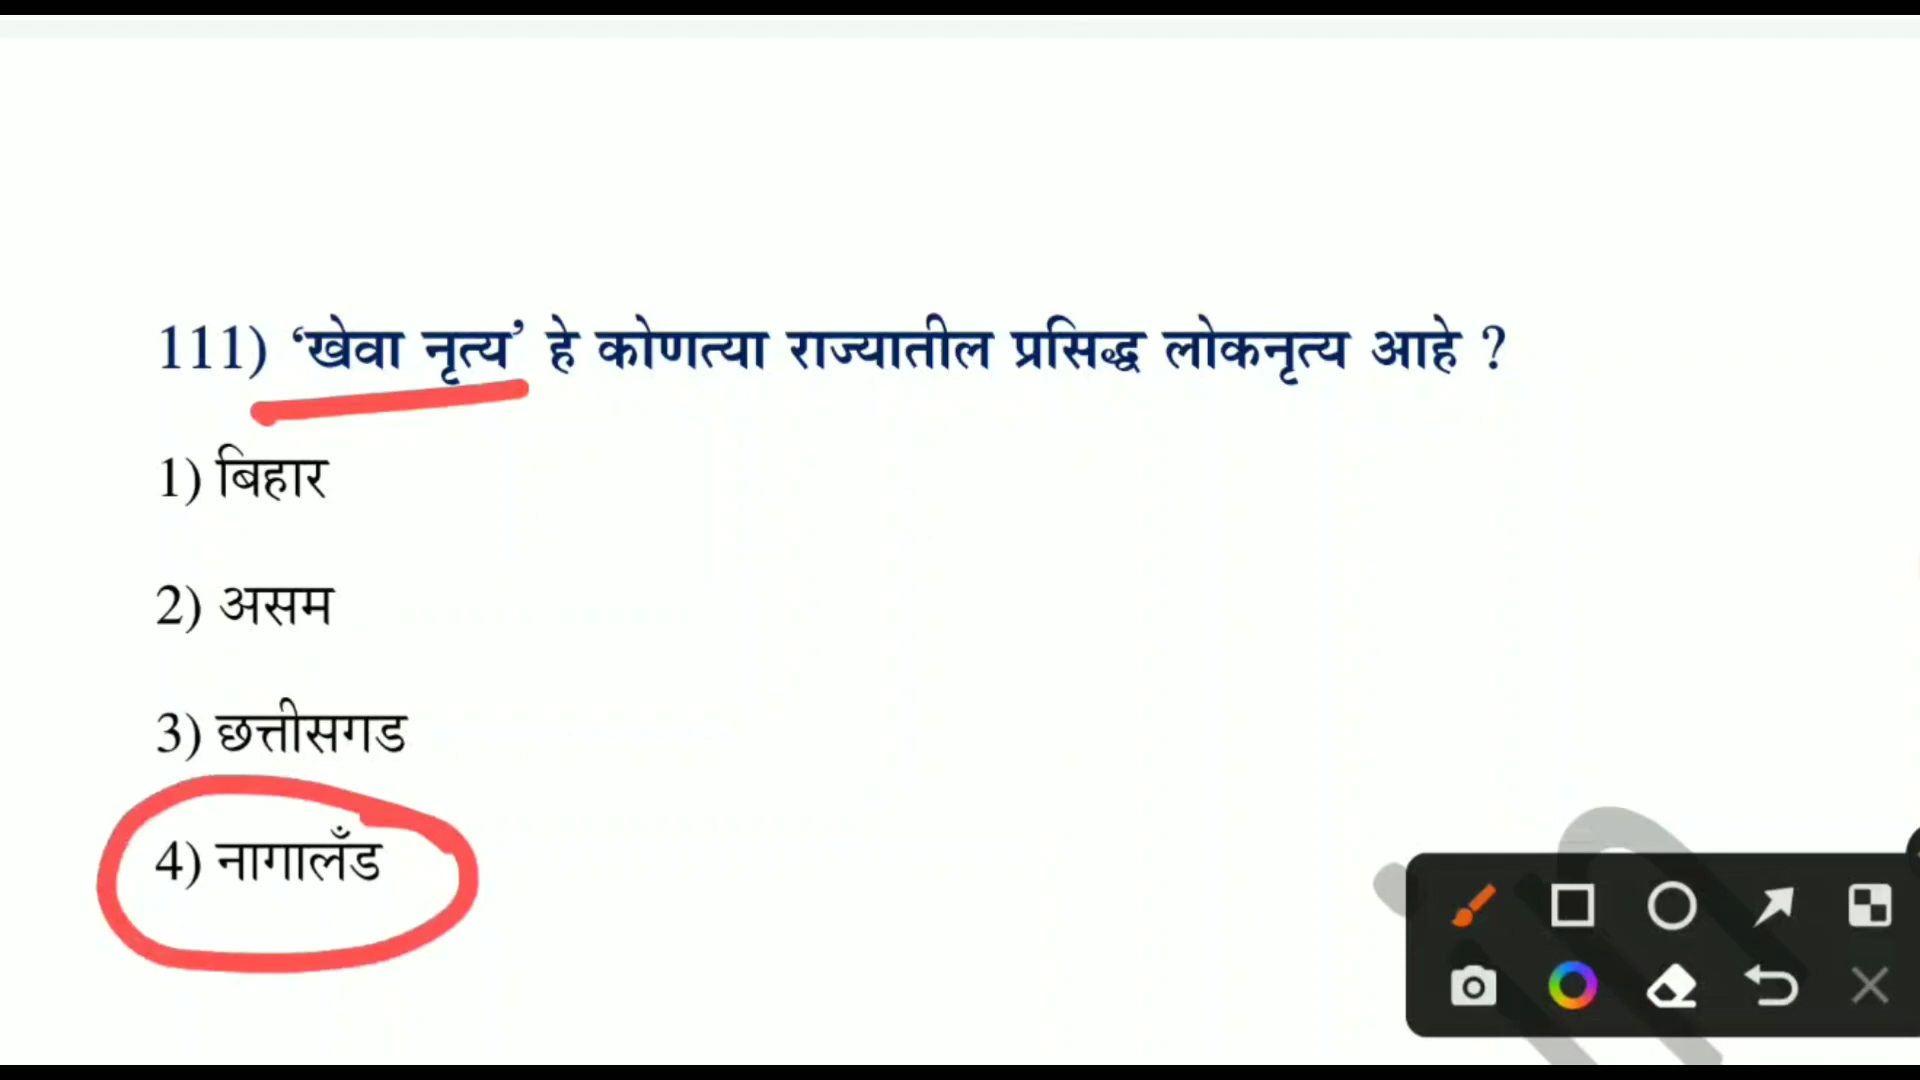 111) ‘खेवा नृत्य’ हे कोणत्या राज्यातील प्रसिद्ध लोकनृत्य आहे ?
1) बिहार
2) असम
3) छत्तीसगड
4) नागालँड